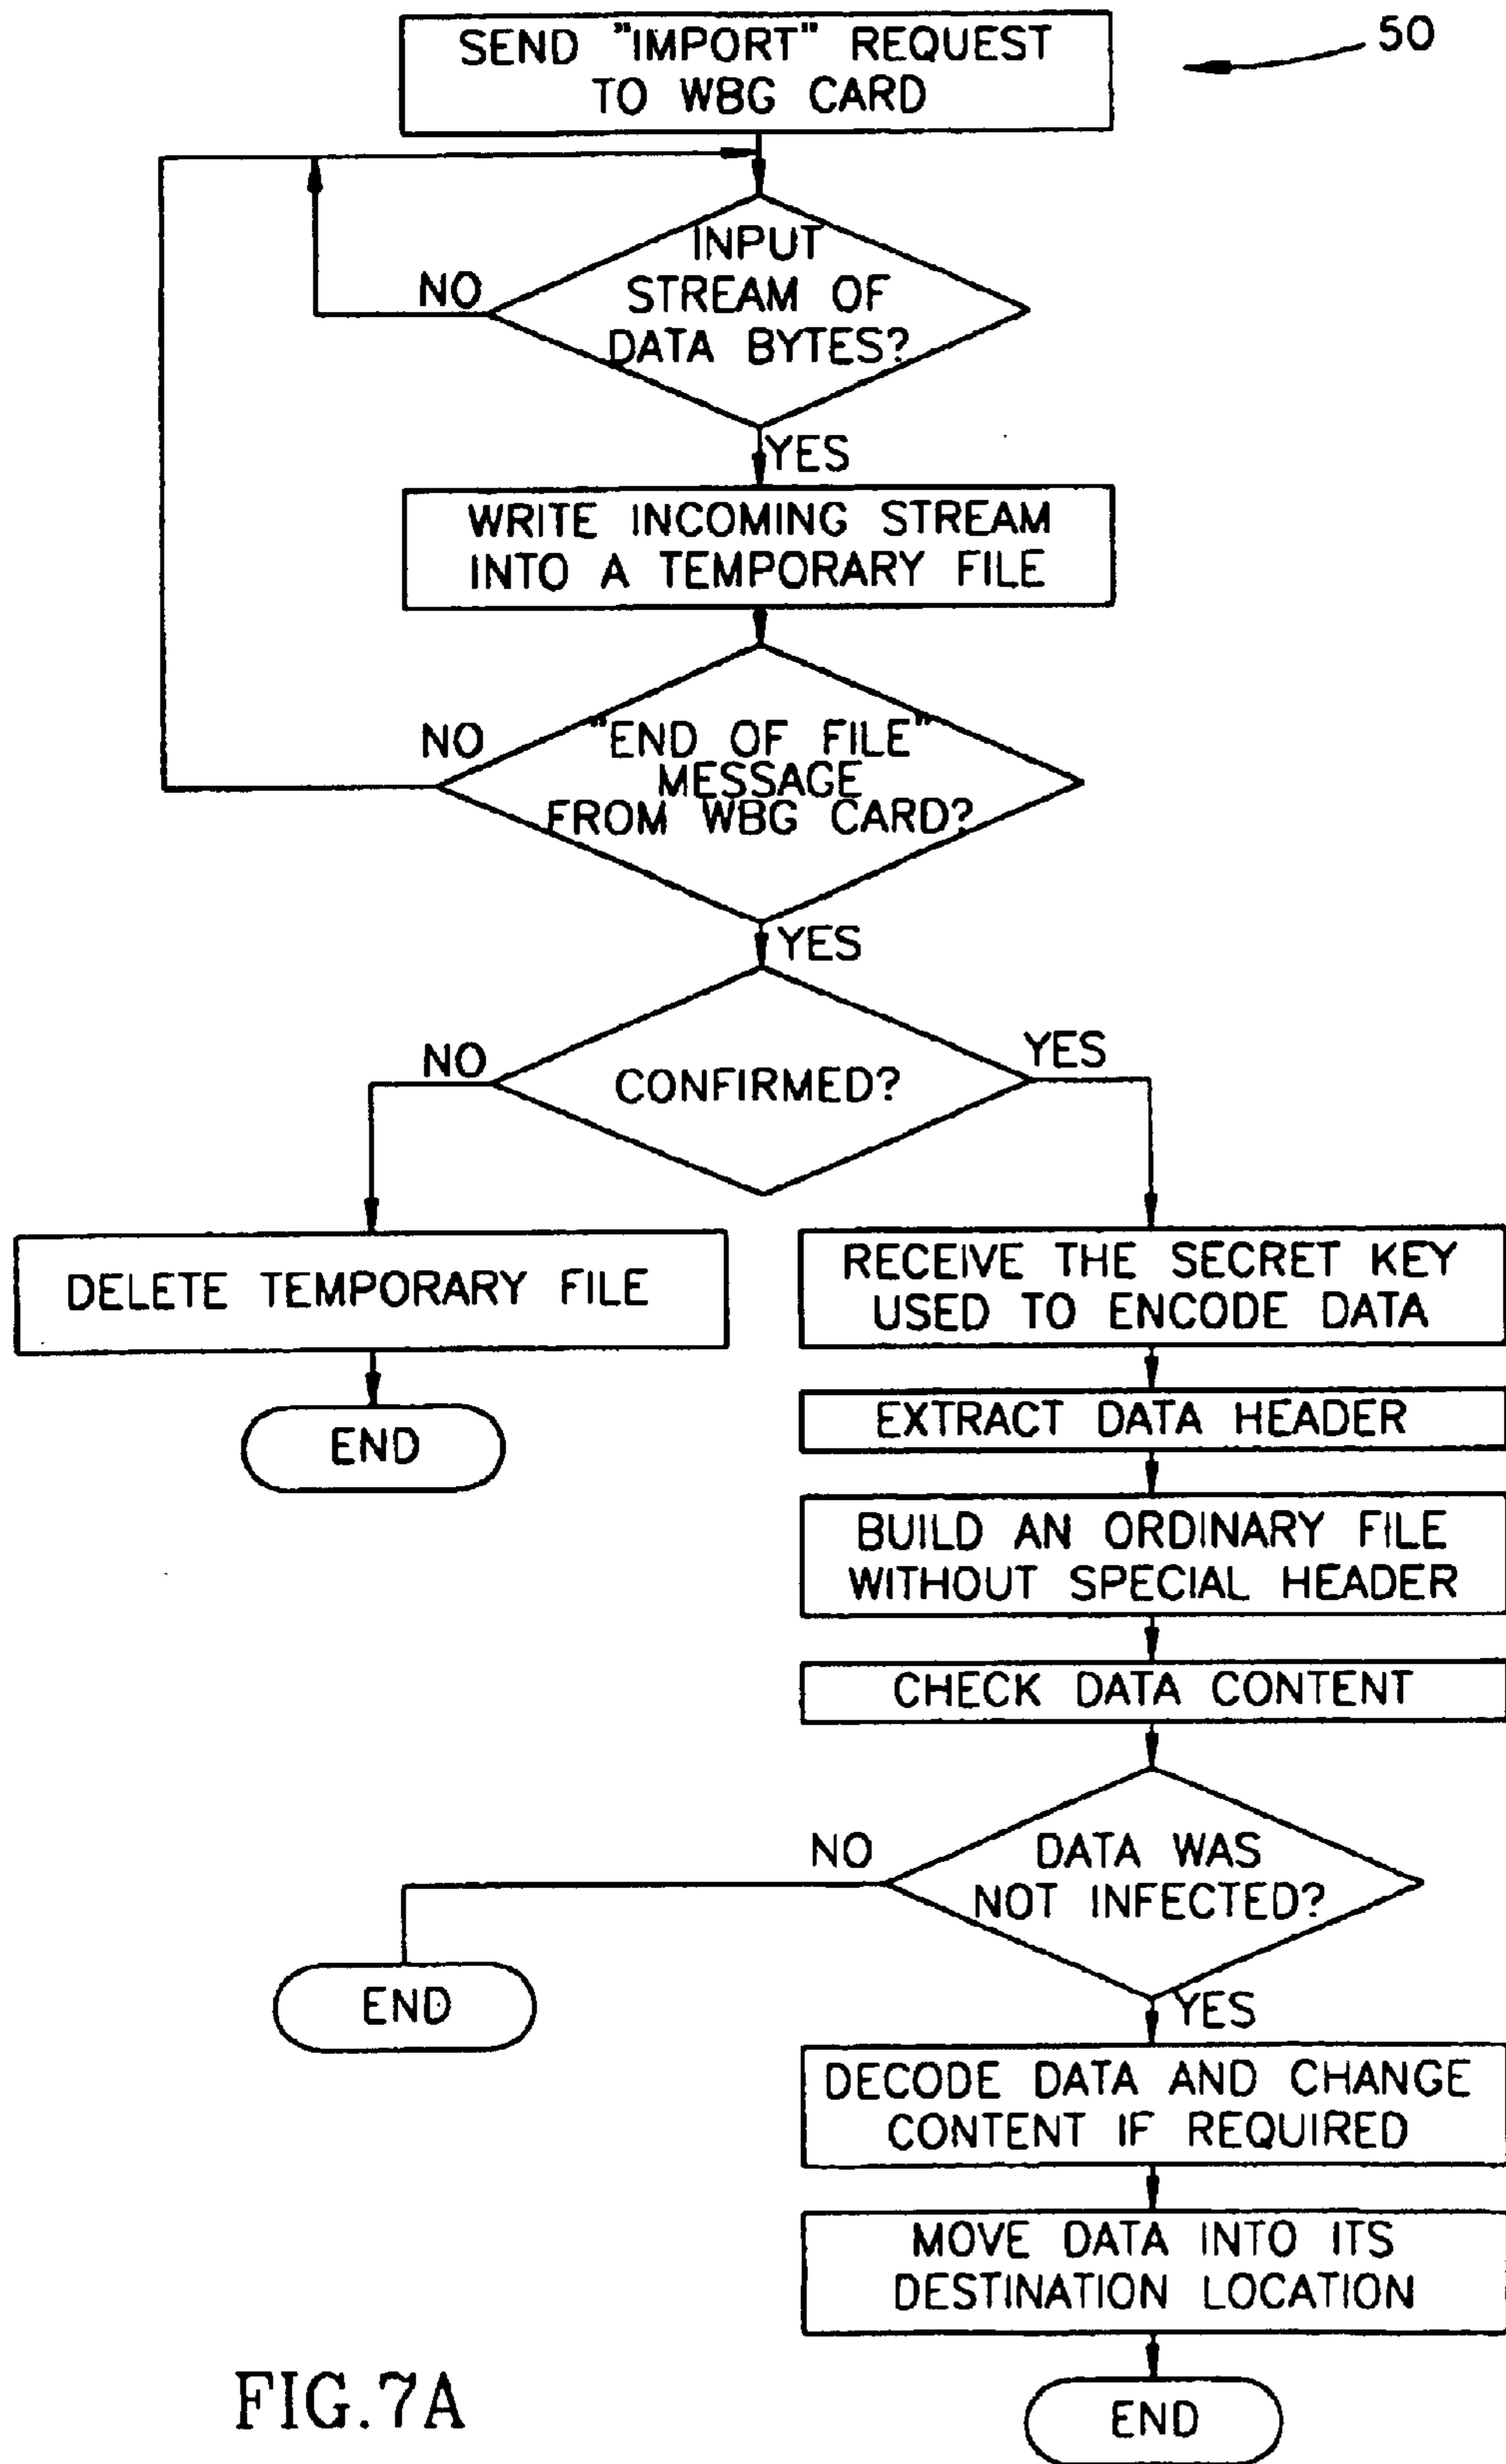 SEND "IMPORT" REQUEST
TO WBG CARD
50
INPUT
STREAM OF
DATA BYTES?
NO
YES
WRITE INCOMING STREAM
INTO A TEMPORARY FILE
"END OF FILE"
MESSAGE
FROM WBG CARD?
NO
YES
CONFIRMED?
NO
YES
DELETE TEMPORARY FILE
END
RECEIVE THE SECRET KEY
USED TO ENCODE DATA
EXTRACT DATA HEADER
BUILD AN ORDINARY FILE
WITHOUT SPECIAL HEADER
CHECK DATA CONTENT
DATA WAS
NOT INFECTED?
NO
END
YES
DECODE DATA AND CHANGE
CONTENT IF REQUIRED
MOVE DATA INTO ITS
DESTINATION LOCATION
END
FIG.7A